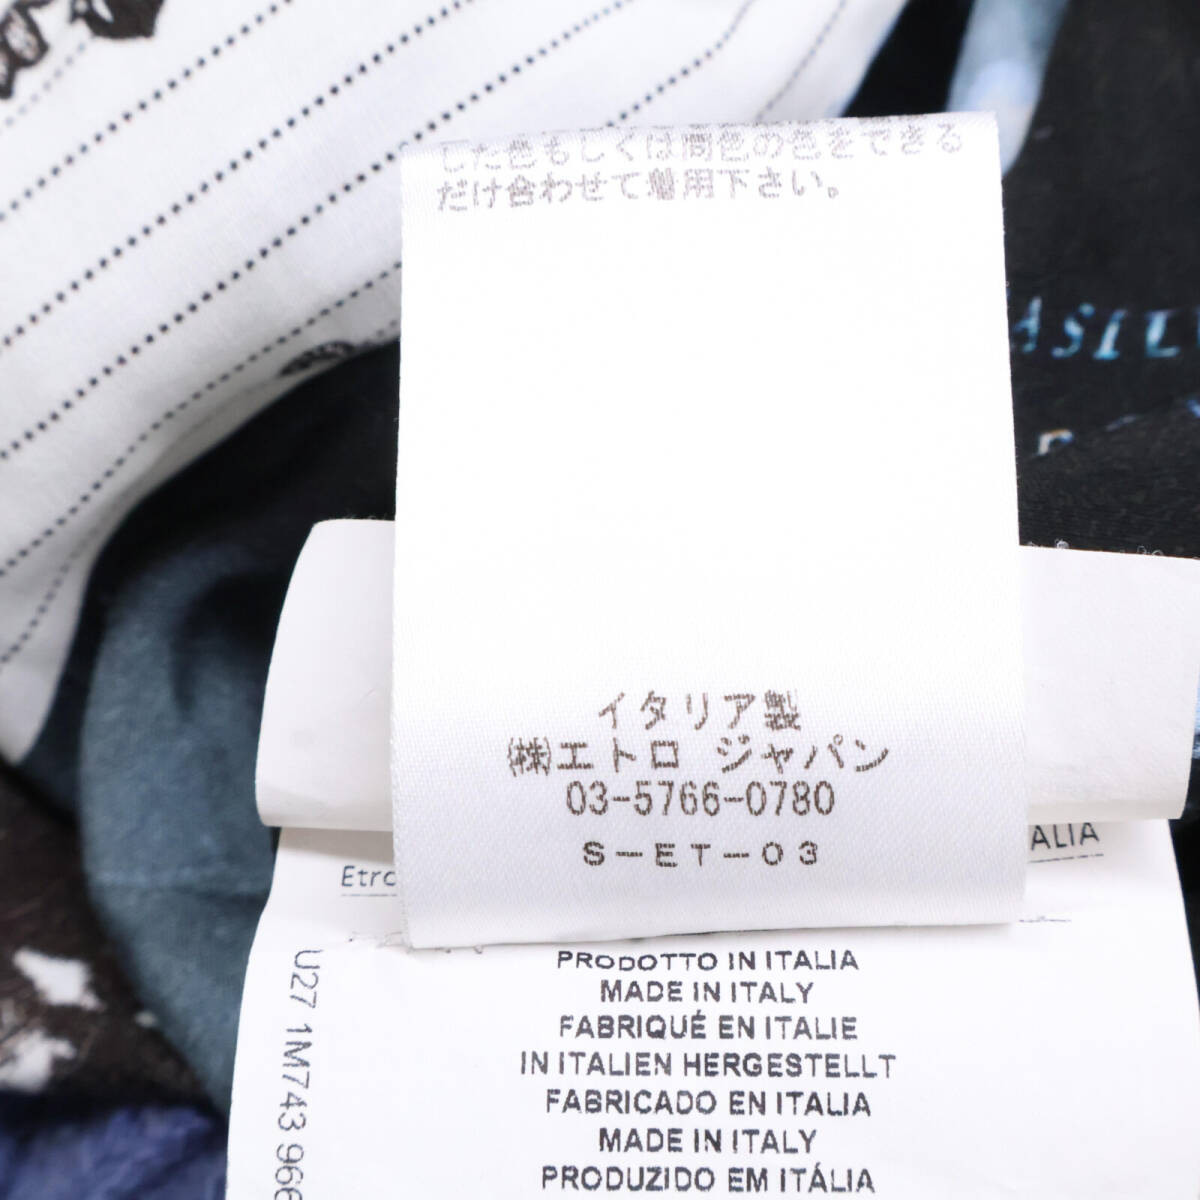 した色もしくは同色の色をできる
だけ合わせて着用下さい。
ASIL
イタリア製
㈱エトロ ジャパン
03-5766-0780
S-ET-03
ALIA
Etro
PRODOTTO IN ITALIA
MADE IN ITALY
FABRIQUÉ EN ITALIE
IN ITALIEN HERGESTELLT
FABRICADO EN ITALIA
MADE IN ITALY
PRODUZIDO EM ITÁLIA
U27 1M743 966